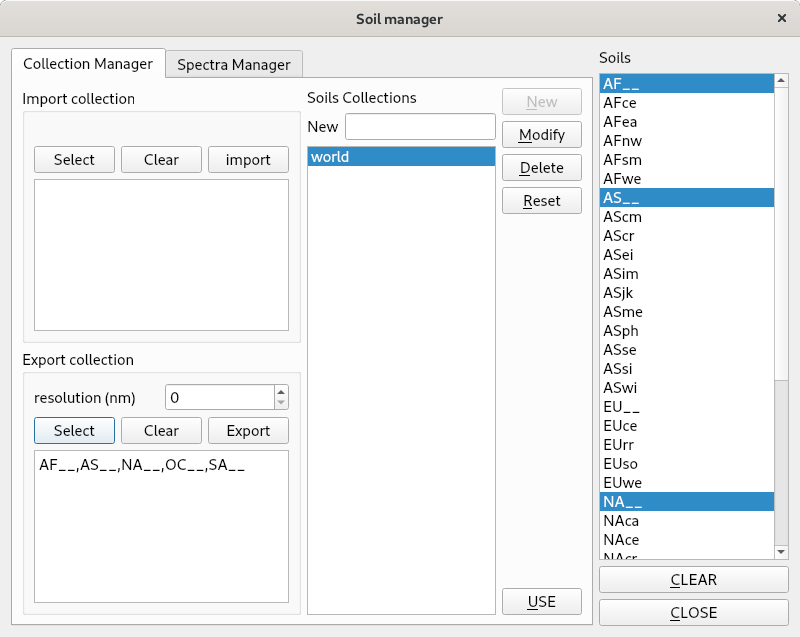 Soil manager
Collection Manager
Spectra Manager
Import collection
Select
Clear
import
Export collection
resolution (nm)
0
Select
Clear
Export
AF__,AS__,NA__,OC__,SA__
Soils Collections
New
world
New
Modify
Delete
Reset
USE
Soils
AF__
AFce
AFea
AFnw
AFsm
AFwe
AS__
AScm
AScr
ASei
ASim
ASjk
ASme
ASph
ASse
ASsi
ASwi
EU__
EUce
EUrr
EUso
EUwe
NA__
NAca
NAce
NAcr
CLEAR
CLOSE